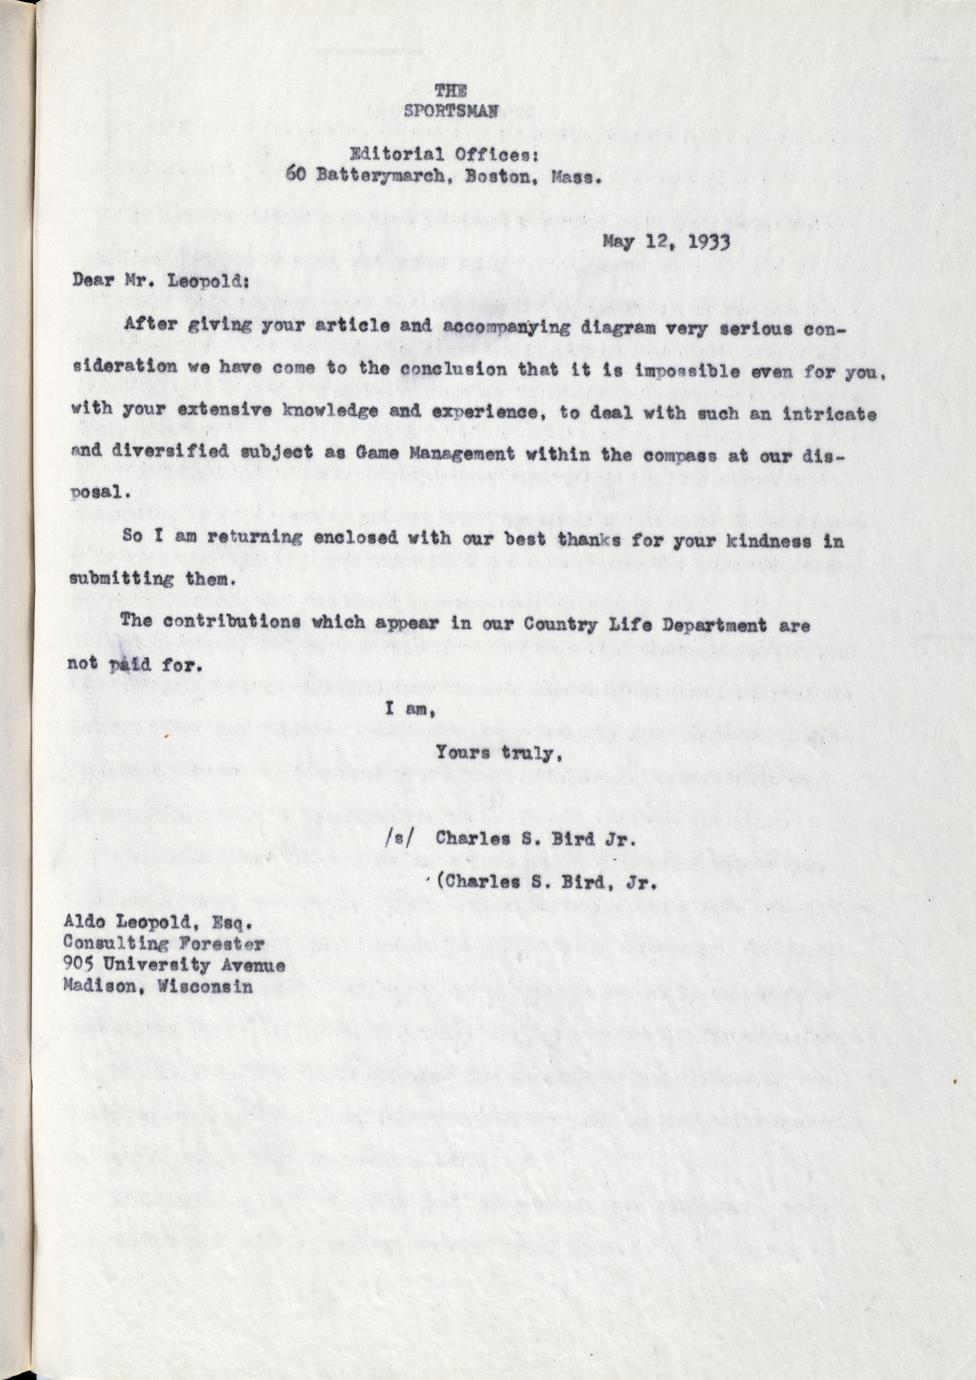 THE
SPORTSMAN
Editorial Offices:
60 Batterymarch, Boston, Mass.
May 12, 1933
Dear Mr. Leopold:
After giving your article and accompanying diagram very serious con-
sideration we have come to the conclusion that it is impossible even for you,
with your extensive knowledge and experience, to deal with such an intricate
and diversified subject as Game Management within the compass at our dis-
posal.
So I am returning enclosed with our best thanks for your kindness in
submitting them.
The contributions which appear in our Country Life Department are
not paid for.
I am,
Yours truly,
/s/ Charles S. Bird Jr.
(Charles S. Bird, Jr.
Aldo Leopold, Esq.
Consulting Forester
905 University Avenue
Madison, Wisconsin